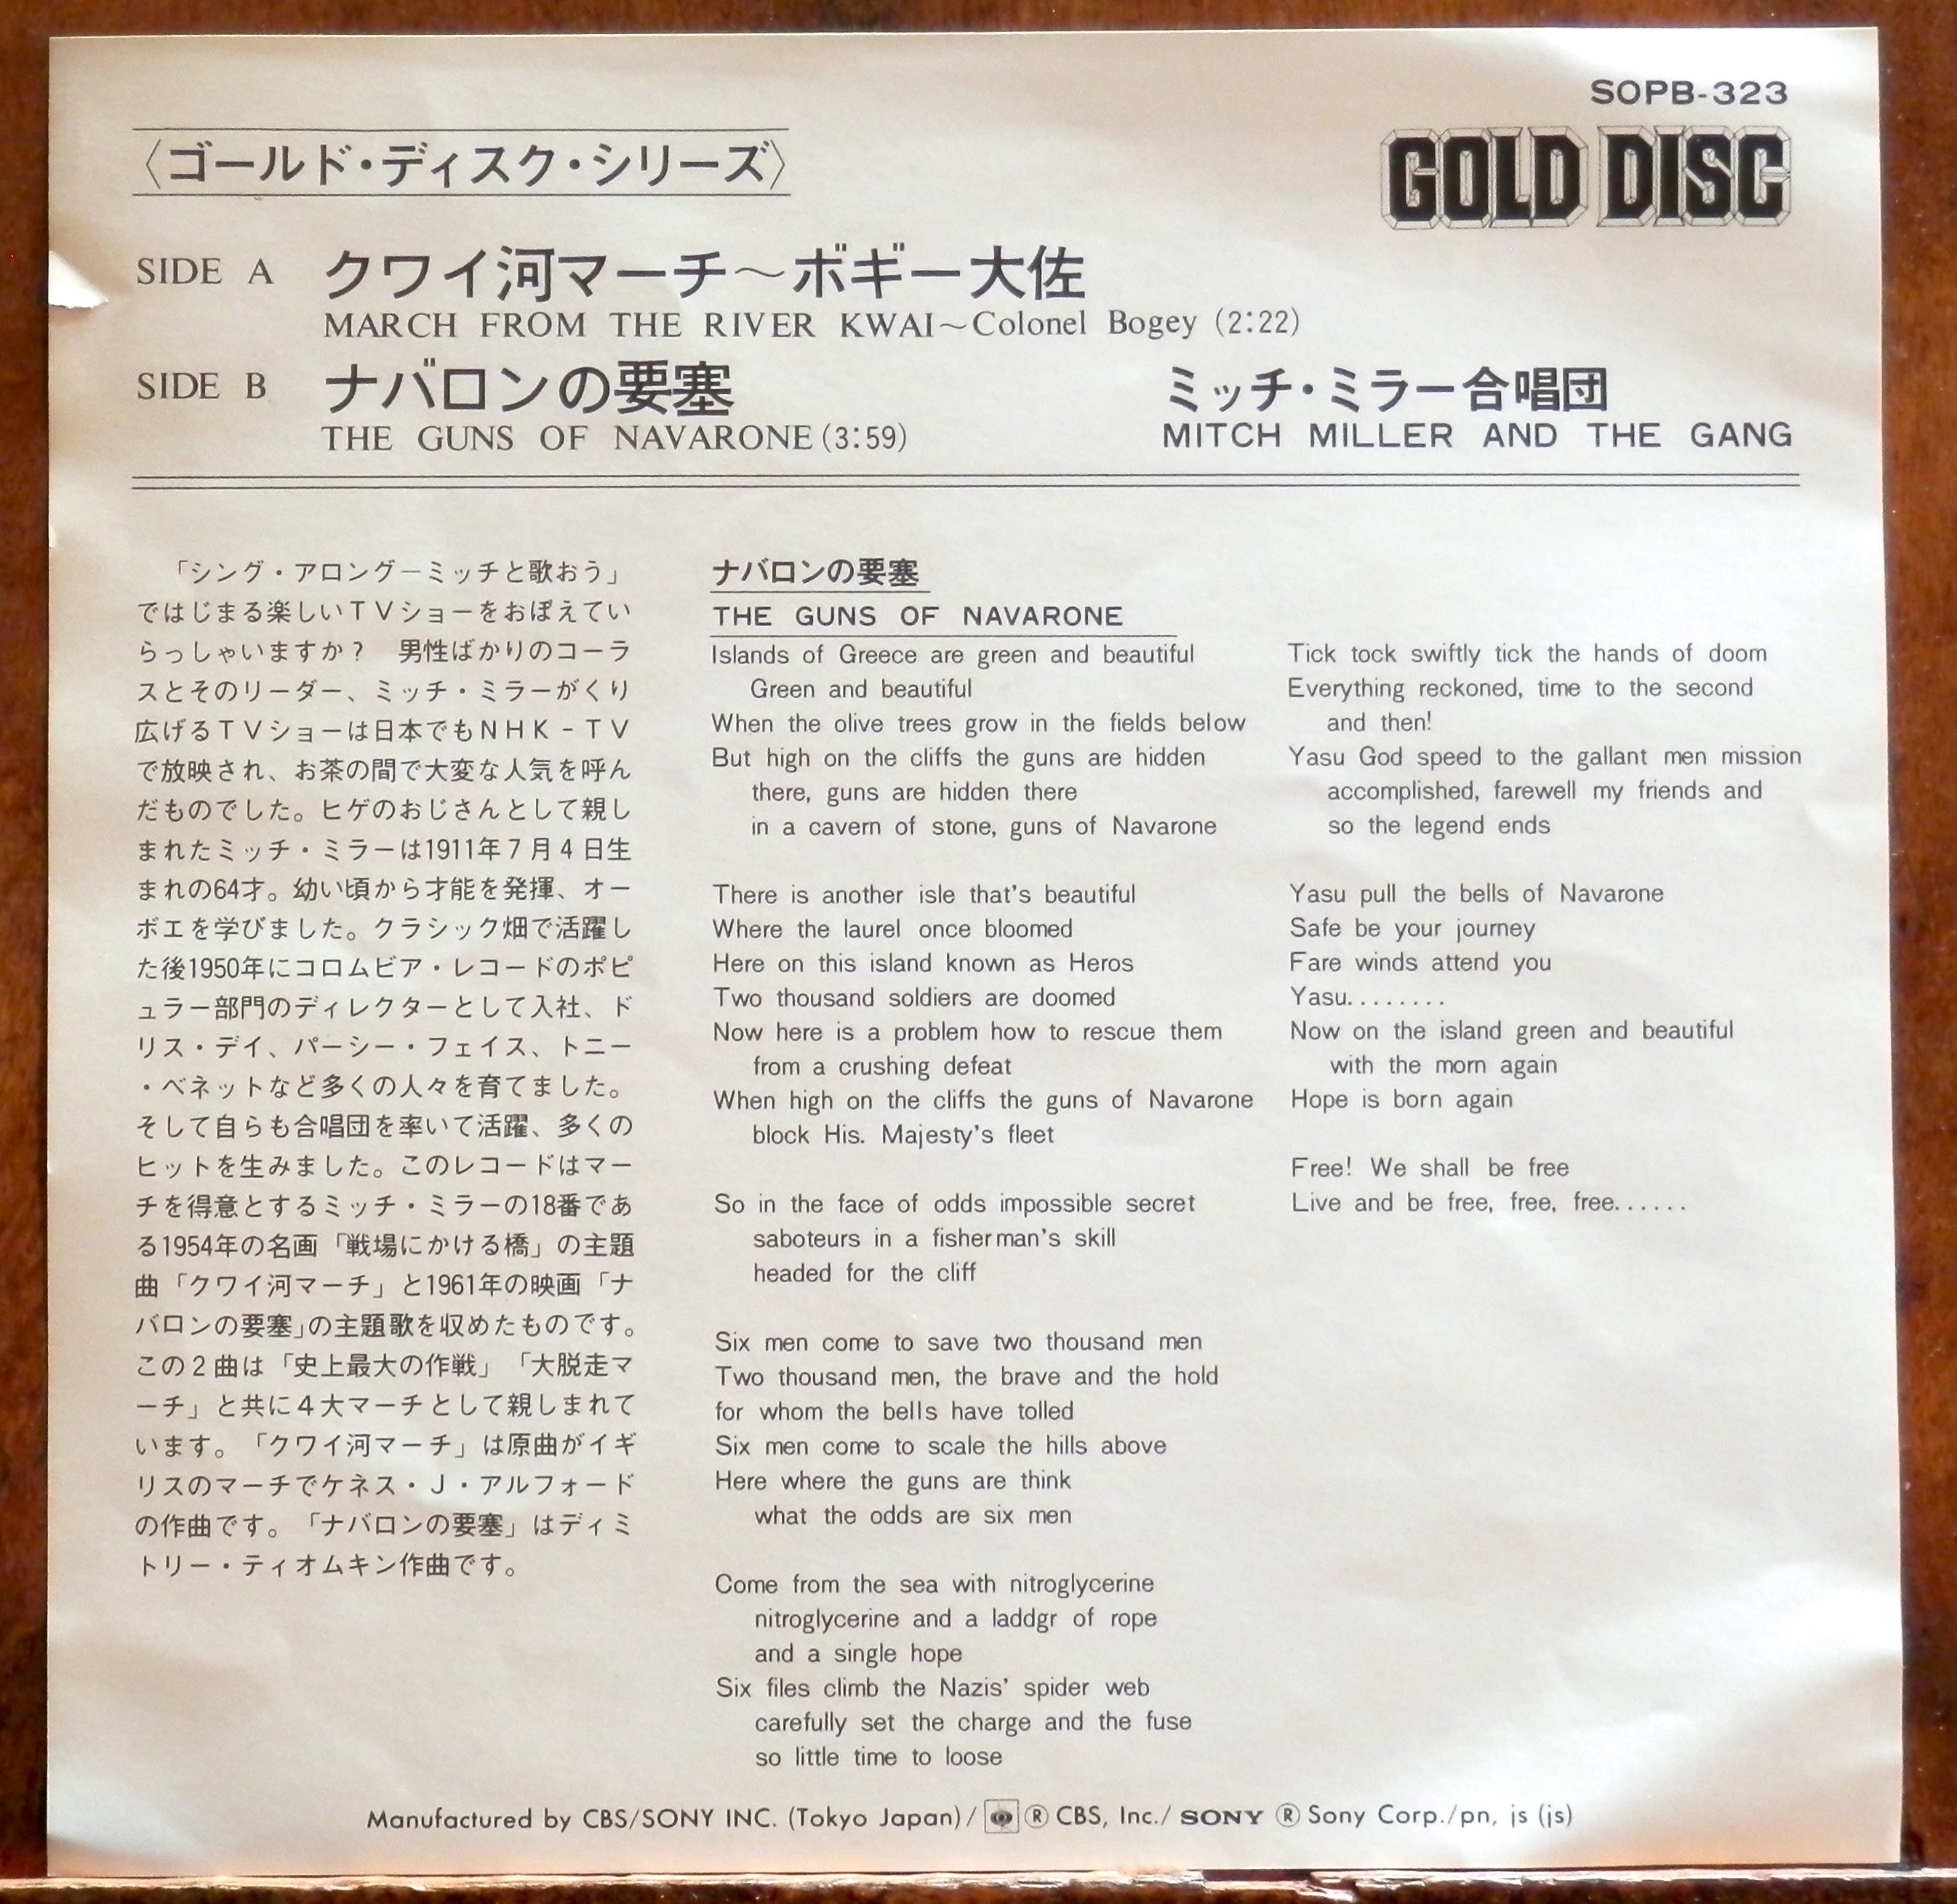 SOPB-323
〈ゴールド・ディスク・シリーズ〉
GOLD DISC
SIDE A クワイ河マーチ～ボギー大佐
MARCH FROM THE RIVER KWAI～Colonel Bogey (2:22)
SIDE B ナバロンの要塞
THE GUNS OF NAVARONE (3:59)
ミッチ・ミラー合唱団
MITCH MILLER AND THE GANG
「シング・アロング―ミッチと歌おう」
ではじまる楽しいＴＶショーをおぼえてい
らっしゃいますか？　男性ばかりのコーラ
スとそのリーダー、ミッチ・ミラーがくり
広げるＴＶショーは日本でもＮＨＫ－ＴＶ
で放映され、お茶の間で大変な人気を呼ん
だものでした。ヒゲのおじさんとして親し
まれたミッチ・ミラーは1911年７月４日生
まれの64才。幼い頃から才能を発揮、オー
ボエを学びました。クラシック畑で活躍し
た後1950年にコロムビア・レコードのポピ
ュラー部門のディレクターとして入社、ド
リス・デイ、パーシー・フェイス、トニー
・ベネットなど多くの人々を育てました。
そして自らも合唱団を率いて活躍、多くの
ヒットを生みました。このレコードはマー
チを得意とするミッチ・ミラーの18番であ
る1954年の名画「戦場にかける橋」の主題
曲「クワイ河マーチ」と1961年の映画「ナ
バロンの要塞」の主題歌を収めたものです。
この２曲は「史上最大の作戦」「大脱走マ
ーチ」と共に４大マーチとして親しまれて
います。「クワイ河マーチ」は原曲がイギ
リスのマーチでケネス・Ｊ・アルフォード
の作曲です。「ナバロンの要塞」はディミ
トリー・ティオムキン作曲です。
ナバロンの要塞
THE GUNS OF NAVARONE
Islands of Greece are green and beautiful
Green and beautiful
When the olive trees grow in the fields below
But high on the cliffs the guns are hidden
there, guns are hidden there
in a cavern of stone, guns of Navarone
There is another isle that's beautiful
Where the laurel once bloomed
Here on this island known as Heros
Two thousand soldiers are doomed
Now here is a problem how to rescue them
from a crushing defeat
When high on the cliffs the guns of Navarone
block His. Majesty's fleet
So in the face of odds impossible secret
saboteurs in a fisherman's skill
headed for the cliff
Six men come to save two thousand men
Two thousand men, the brave and the hold
for whom the bells have tolled
Six men come to scale the hills above
Here where the guns are think
what the odds are six men
Come from the sea with nitroglycerine
nitroglycerine and a laddgr of rope
and a single hope
Six files climb the Nazis' spider web
carefully set the charge and the fuse
so little time to loose
Tick tock swiftly tick the hands of doom
Everything reckoned, time to the second
and then!
Yasu God speed to the gallant men mission
accomplished, farewell my friends and
so the legend ends
Yasu pull the bells of Navarone
Safe be your journey
Fare winds attend you
Yasu........
Now on the island green and beautiful
with the morn again
Hope is born again
Free! We shall be free
Live and be free, free, free......
Manufactured by CBS/SONY INC. (Tokyo Japan)/ Ⓡ CBS, Inc./ SONY Ⓡ Sony Corp./pn, js (js)